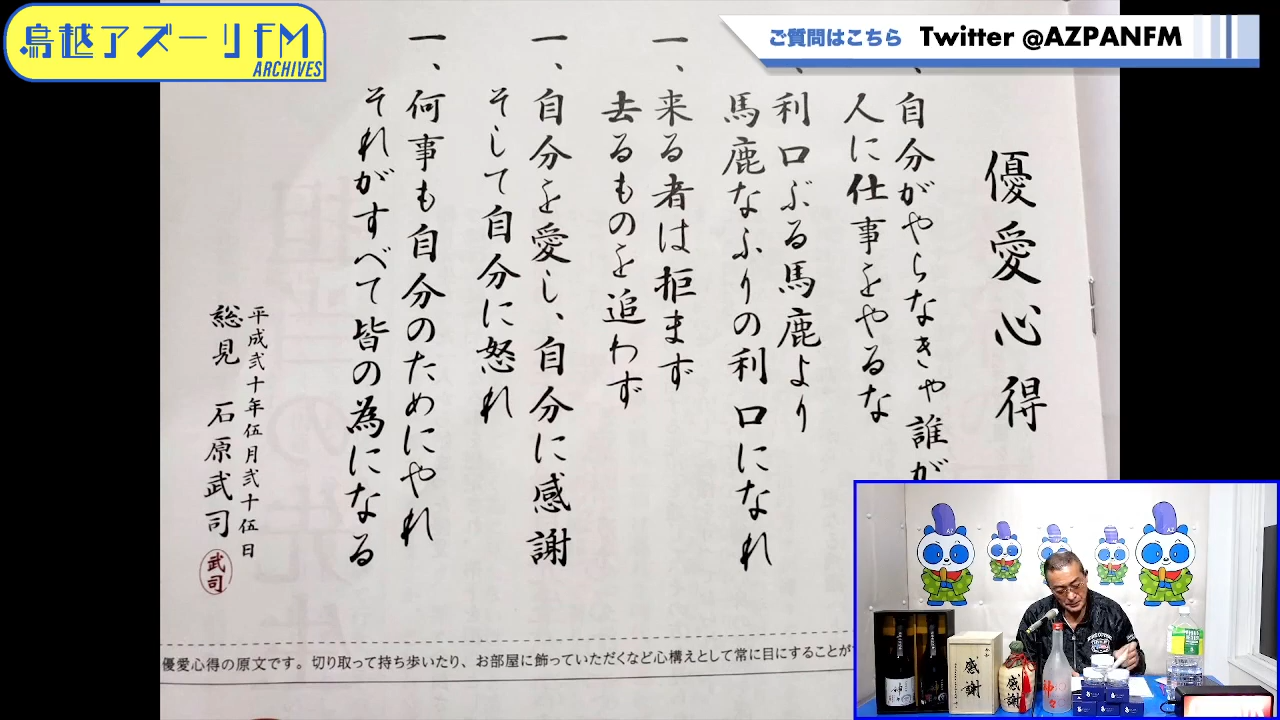 鳥越アズーリFM
ARCHIVES
ご質問はこちら Twitter @AZPANFM
優愛心得
自分がやらなきゃ誰が
人に仕事をやるな
利口ぶる馬鹿より
馬鹿なふりの利口になれ
一、来る者は拒まず
去るものを追わず
一、自分を愛し、自分に感謝
そして自分に怒れ
一、何事も自分のためにやれ
それがすべて皆の為になる
平成弐十年伍月弐十伍日
総見 石原武司
武司
優愛心得の原文です。切り取って持ち歩いたり、お部屋に飾っていただくなど心構えとして常に目にすることが
AZ
感謝
感謝